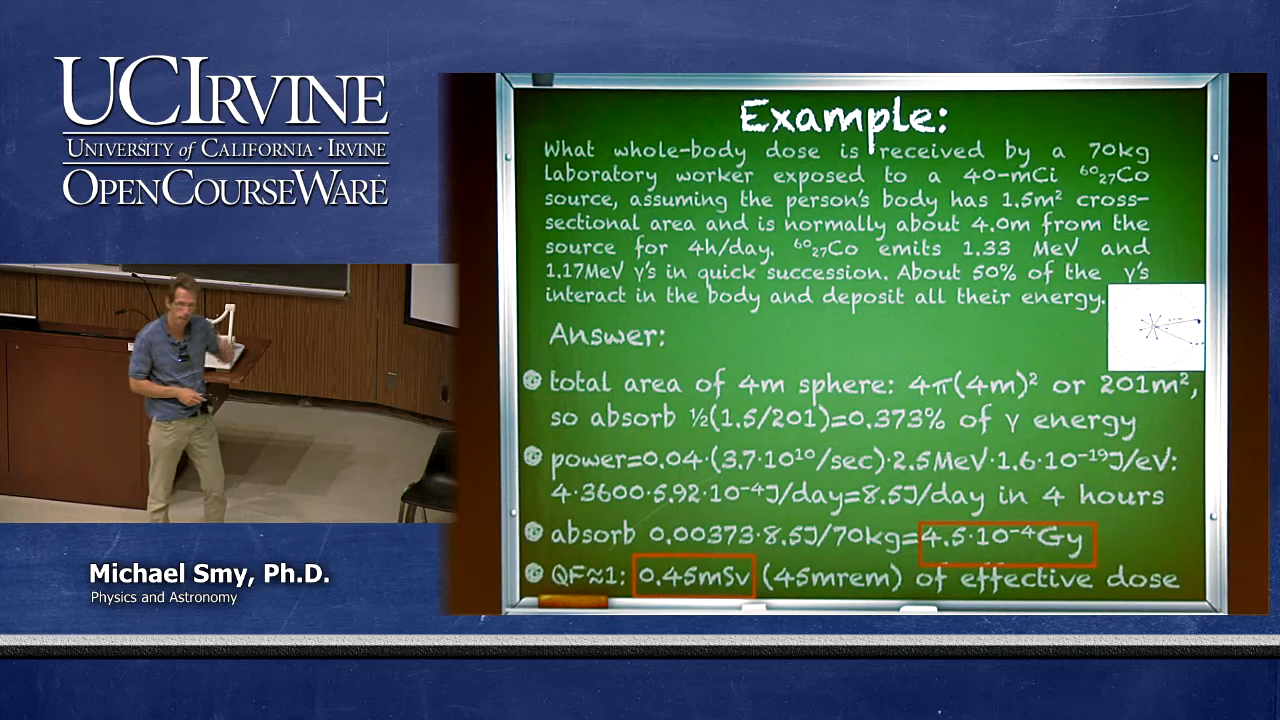 UCIRVINE
UNIVERSITY of CALIFORNIA · IRVINE
OPENCOURSEWARE
Example:
What whole-body dose is received by a 70kg
laboratory worker exposed to a 40-mCi ⁶⁰₂₇Co
source, assuming the person's body has 1.5m² cross-
sectional area and is normally about 4.0m from the
source for 4h/day. ⁶⁰₂₇Co emits 1.33 MeV and
1.17MeV γ's in quick succession. About 50% of the γ's
interact in the body and deposit all their energy.
Answer:
total area of 4m sphere: 4π(4m)² or 201m²,
so absorb ½(1.5/201)=0.373% of γ energy
power=0.04·(3.7·10¹⁰/sec)·2.5MeV·1.6·10⁻¹⁹J/eV:
4·3600·5.92·10⁻⁴J/day=8.5J/day in 4 hours
absorb 0.00373·8.5J/70kg=4.5·10⁻⁴Gy
QF≈1: 0.45mSv (45mrem) of effective dose
Michael Smy, Ph.D.
Physics and Astronomy